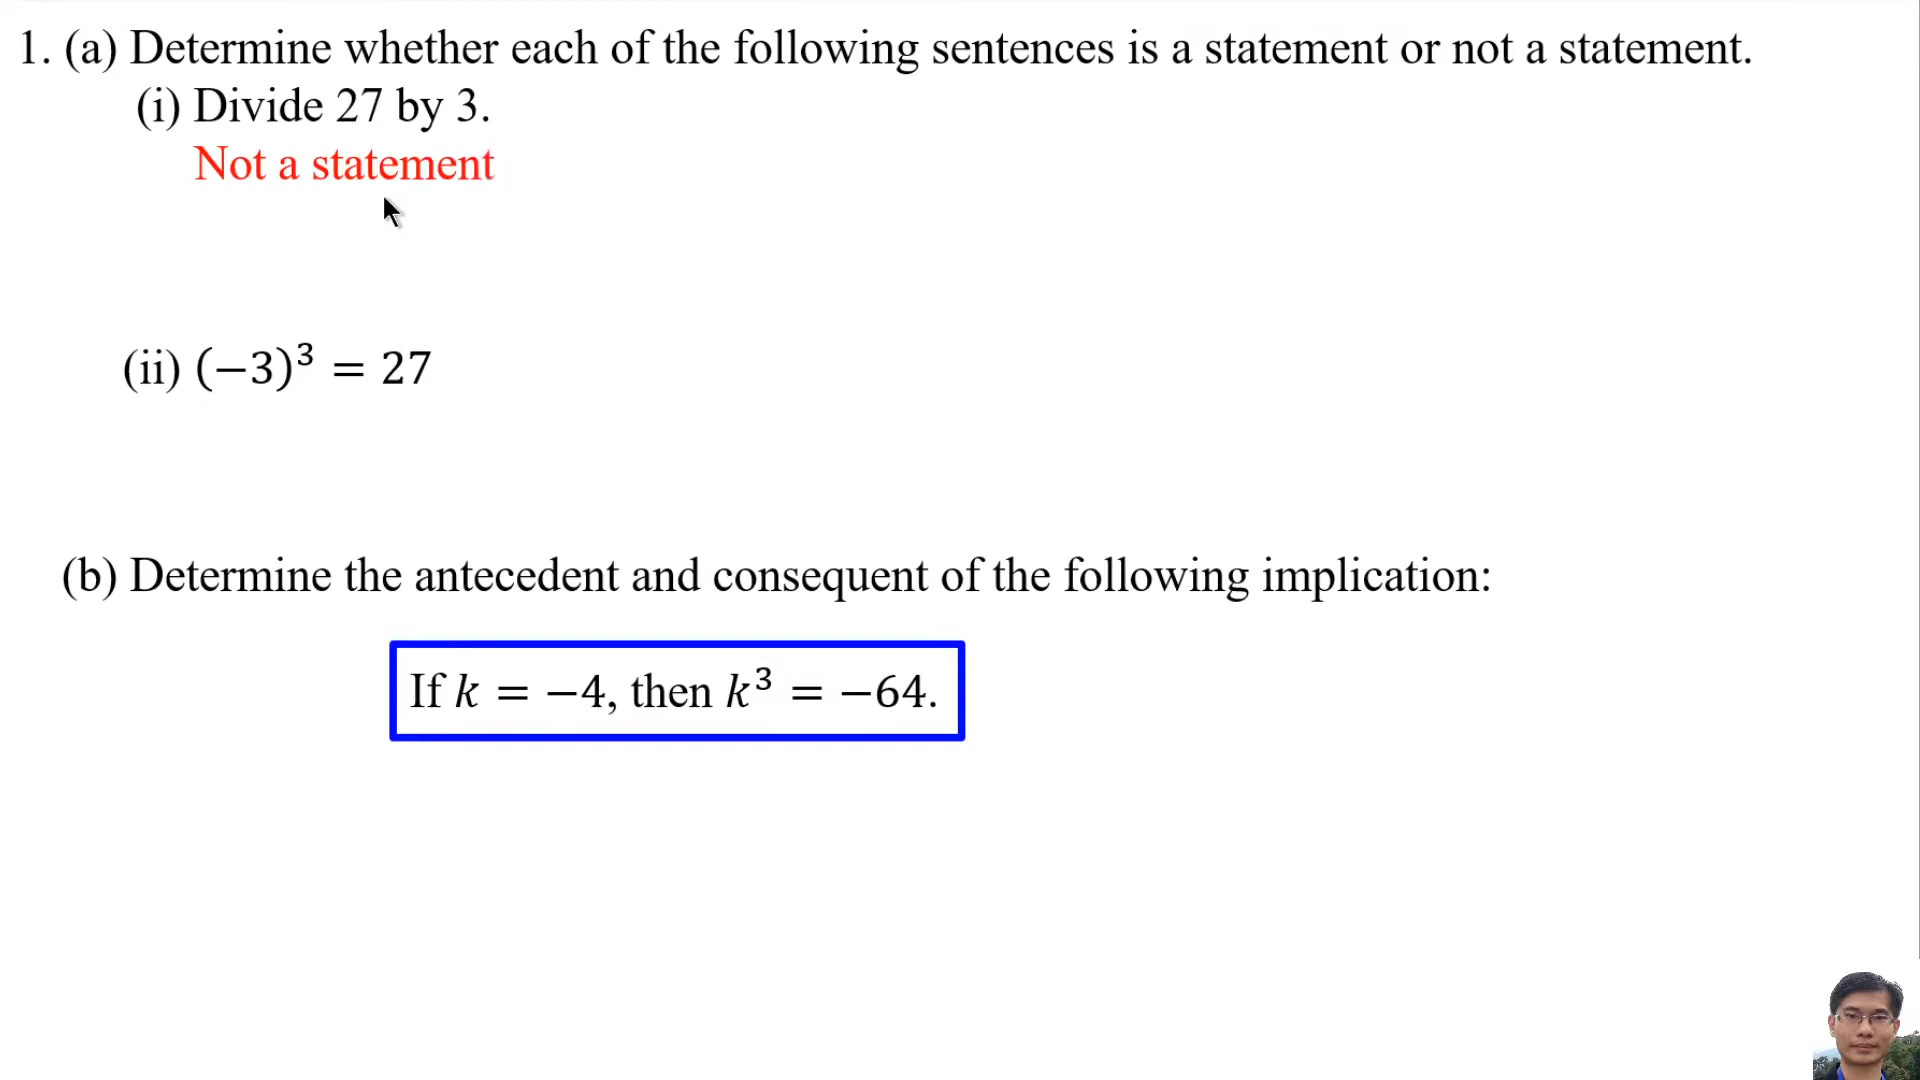 1. (a) Determine whether each of the following sentences is a statement or not a statement.
(i) Divide 27 by 3.
Not a statement
(ii) (−3)³ = 27
(b) Determine the antecedent and consequent of the following implication:
If k = −4, then k³ = −64.